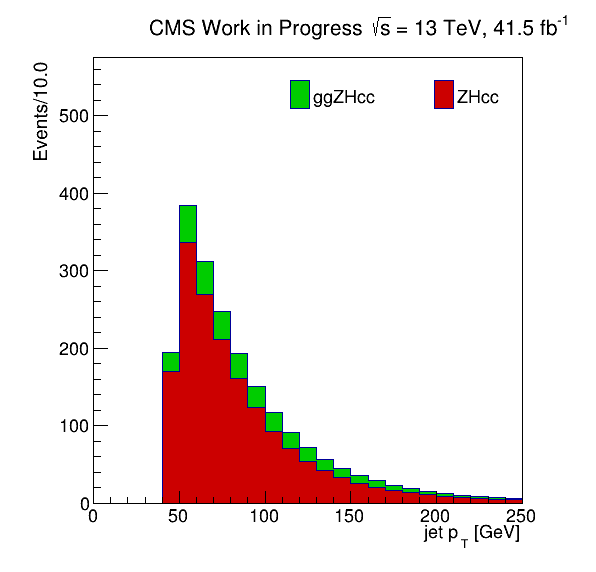 CMS Work in Progress √s = 13 TeV, 41.5 fb⁻¹
Events/10.0
ggZHcc ZHcc
500
400
300
200
100
0
0 50 100 150 200 250
jet p_T [GeV]